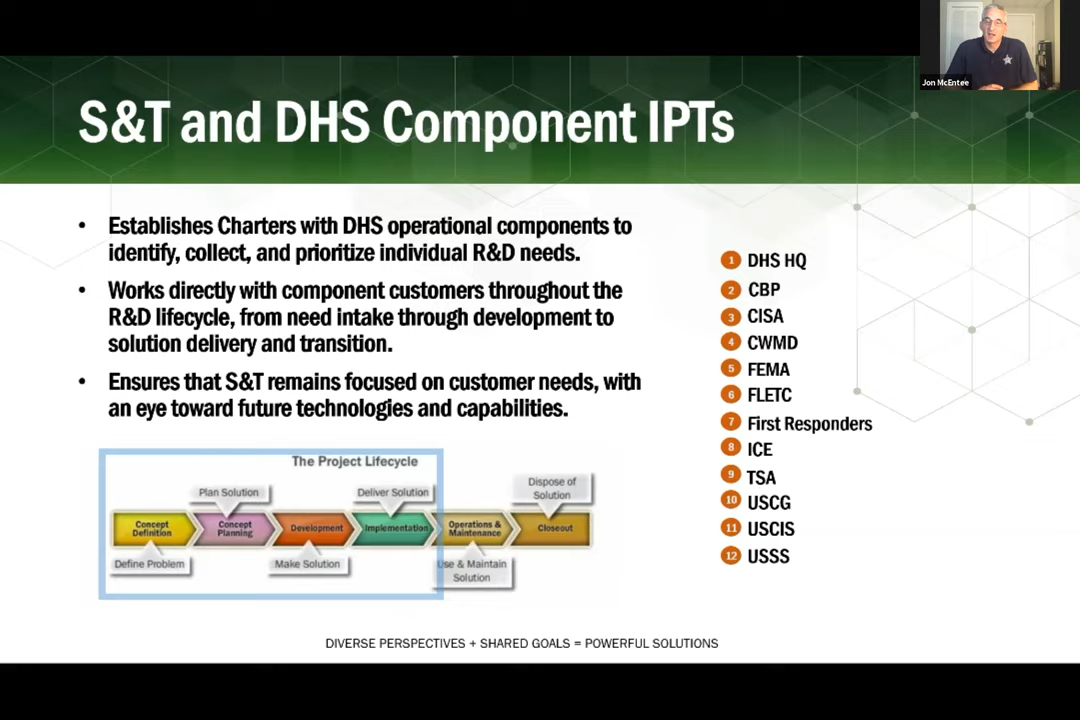 Jon McEntee
S&T and DHS Component IPTs
• Establishes Charters with DHS operational components to
identify, collect, and prioritize individual R&D needs.
• Works directly with component customers throughout the
R&D lifecycle, from need intake through development to
solution delivery and transition.
• Ensures that S&T remains focused on customer needs, with
an eye toward future technologies and capabilities.
1 DHS HQ
2 CBP
3 CISA
4 CWMD
5 FEMA
6 FLETC
7 First Responders
8 ICE
9 TSA
10 USCG
11 USCIS
12 USSS
The Project Lifecycle
Plan Solution
Deliver Solution
Dispose of
Solution
Concept
Definition
Concept
Planning
Development
Implementation
Operations &
Maintenance
Closeout
Define Problem
Make Solution
Use & Maintain
Solution
DIVERSE PERSPECTIVES + SHARED GOALS = POWERFUL SOLUTIONS